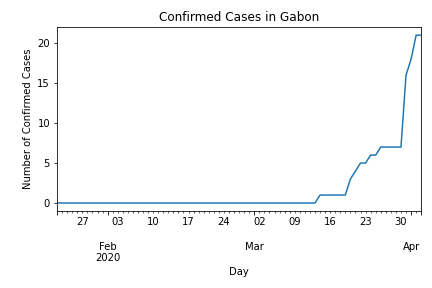 Confirmed Cases in Gabon
Number of Confirmed Cases
20
15
10
5
0
27 03 10 17 24 02 09 16 23 30
Feb Mar Apr
2020
Day